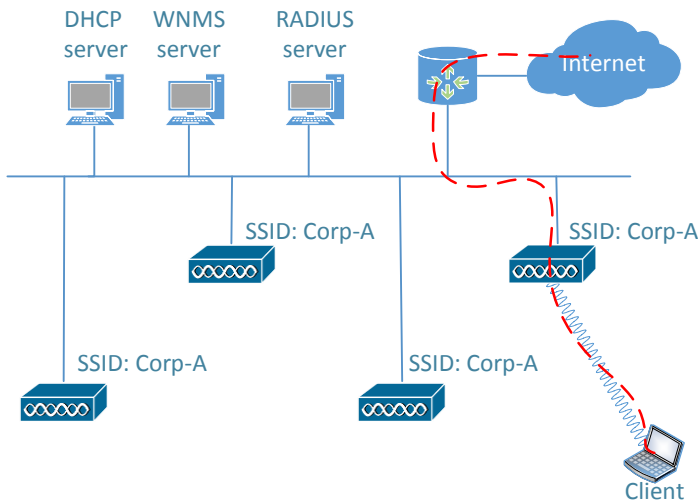 DHCP
server
WNMS
server
RADIUS
server
Internet
SSID: Corp-A
SSID: Corp-A
SSID: Corp-A
SSID: Corp-A
Client